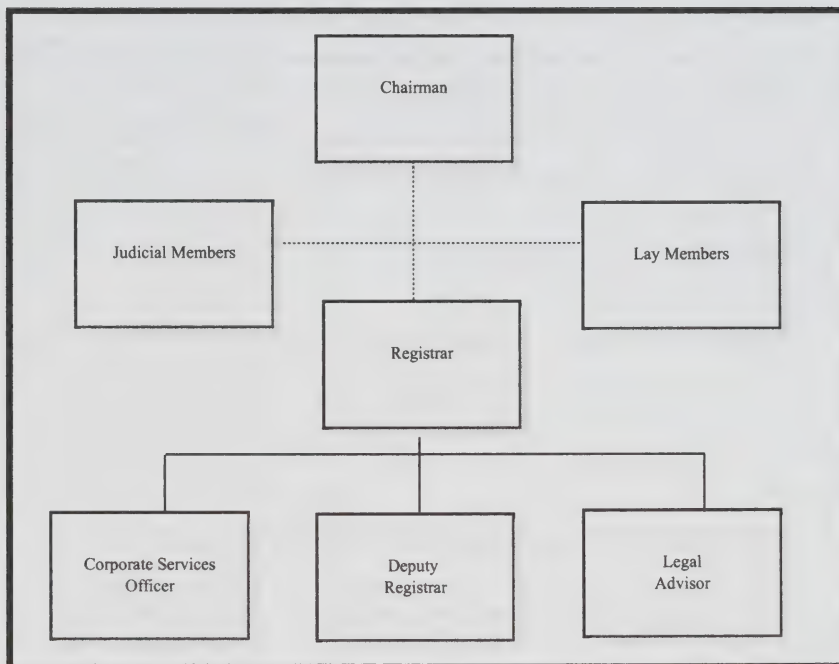 Chairman
Judicial Members
Lay Members
Registrar
Corporate Services
Officer
Deputy
Registrar
Legal
Advisor